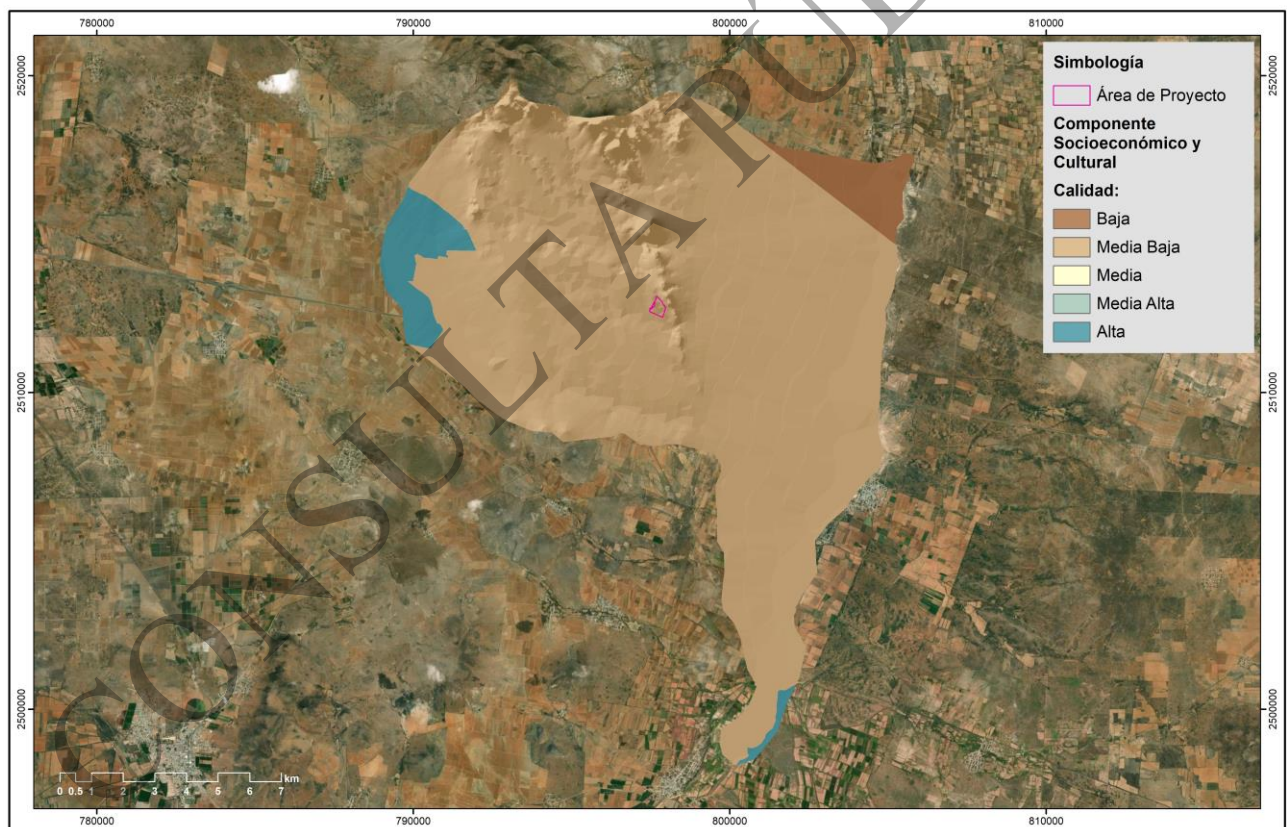 780000
790000
800000
810000
2520000
2520000
Simbología
Área de Proyecto
Componente
Socioeconómico y
Cultural
Calidad:
Baja
Media Baja
Media
Media Alta
Alta
2510000
2510000
2500000
2500000
CONSULTA PÚ
km
0 0.5 1 2 3 4 5 6 7
780000
790000
800000
810000